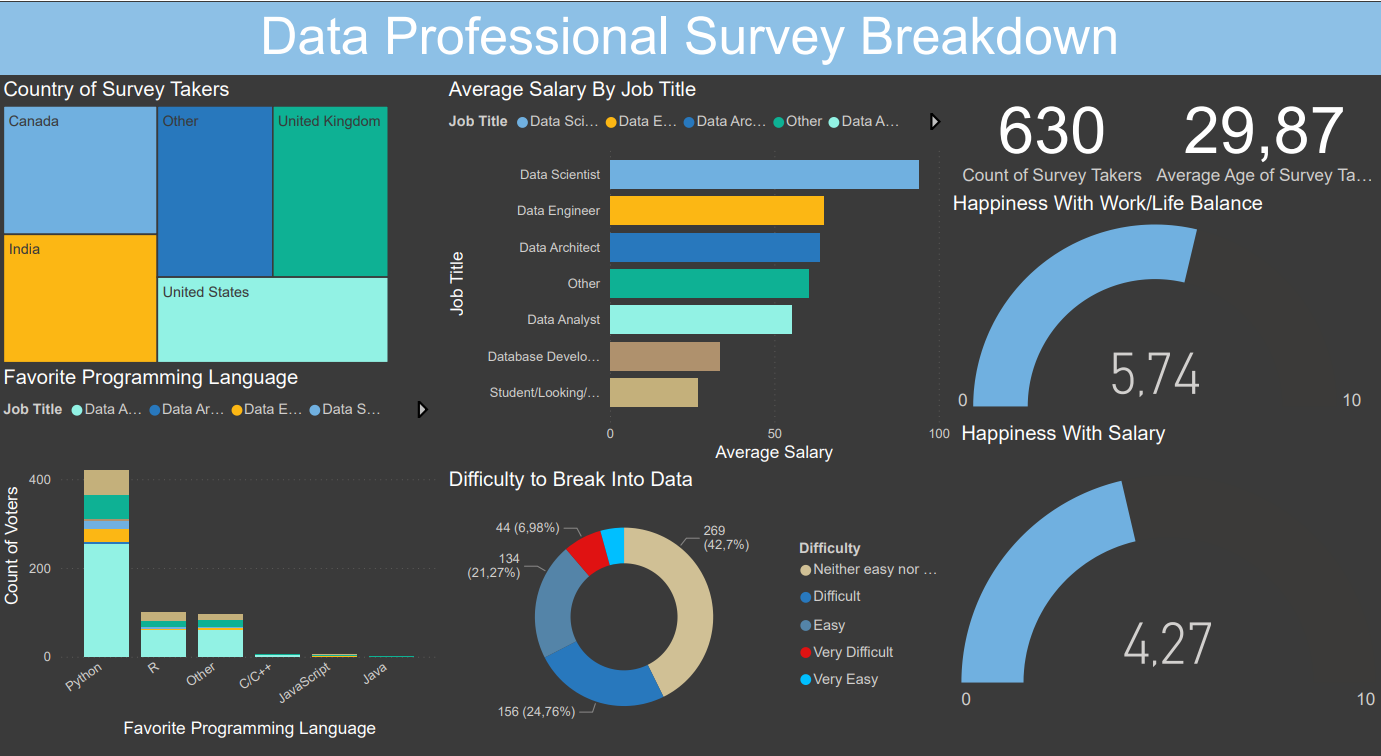 Data Professional Survey Breakdown
Country of Survey Takers
Canada
Other
United Kingdom
India
United States
Average Salary By Job Title
Job Title Data Sci... Data E... Data Arc... Other Data A...
Job Title
Data Scientist
Data Engineer
Data Architect
Other
Data Analyst
Database Develo...
Student/Looking/...
0 50 100
Average Salary
630
Count of Survey Takers
29,87
Average Age of Survey Ta...
Happiness With Work/Life Balance
5,74
0 10
Happiness With Salary
4,27
0 10
Favorite Programming Language
Job Title Data A... Data Ar... Data E... Data S...
Count of Voters
400
200
0
Python
R
Other
C/C++
JavaScript
Java
Favorite Programming Language
Difficulty to Break Into Data
44 (6,98%)
269
(42,7%)
134
(21,27%)
156 (24,76%)
Difficulty
Neither easy nor ...
Difficult
Easy
Very Difficult
Very Easy